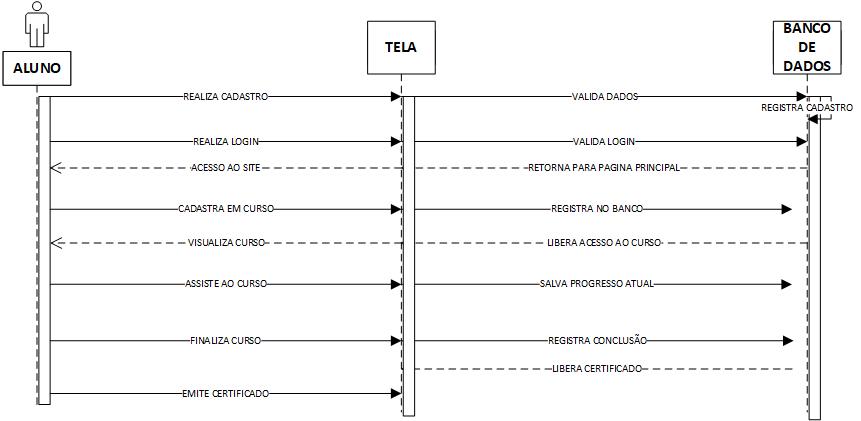 ALUNO
TELA
BANCO
DE
DADOS
REALIZA CADASTRO
VALIDA DADOS
REGISTRA CADASTRO
REALIZA LOGIN
VALIDA LOGIN
ACESSO AO SITE
RETORNA PARA PAGINA PRINCIPAL
CADASTRA EM CURSO
REGISTRA NO BANCO
VISUALIZA CURSO
LIBERA ACESSO AO CURSO
ASSISTE AO CURSO
SALVA PROGRESSO ATUAL
FINALIZA CURSO
REGISTRA CONCLUSÃO
LIBERA CERTIFICADO
EMITE CERTIFICADO